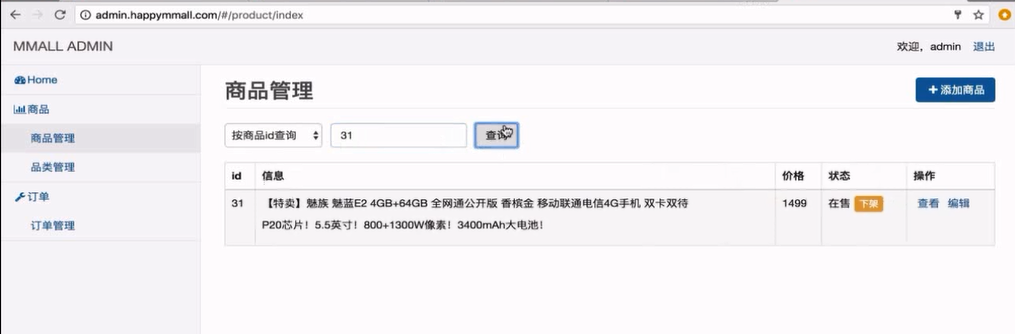 admin.happymmall.com/#/product/index
MMALL ADMIN
欢迎，admin 退出
Home
商品
商品管理
品类管理
订单
订单管理
商品管理
添加商品
按商品id查询 31 查询
id 信息 价格 状态 操作
31 【特卖】魅族 魅蓝E2 4GB+64GB 全网通公开版 香槟金 移动联通电信4G手机 双卡双待 1499 在售 下架 查看 编辑
P20芯片！5.5英寸！800+1300W像素！3400mAh大电池！